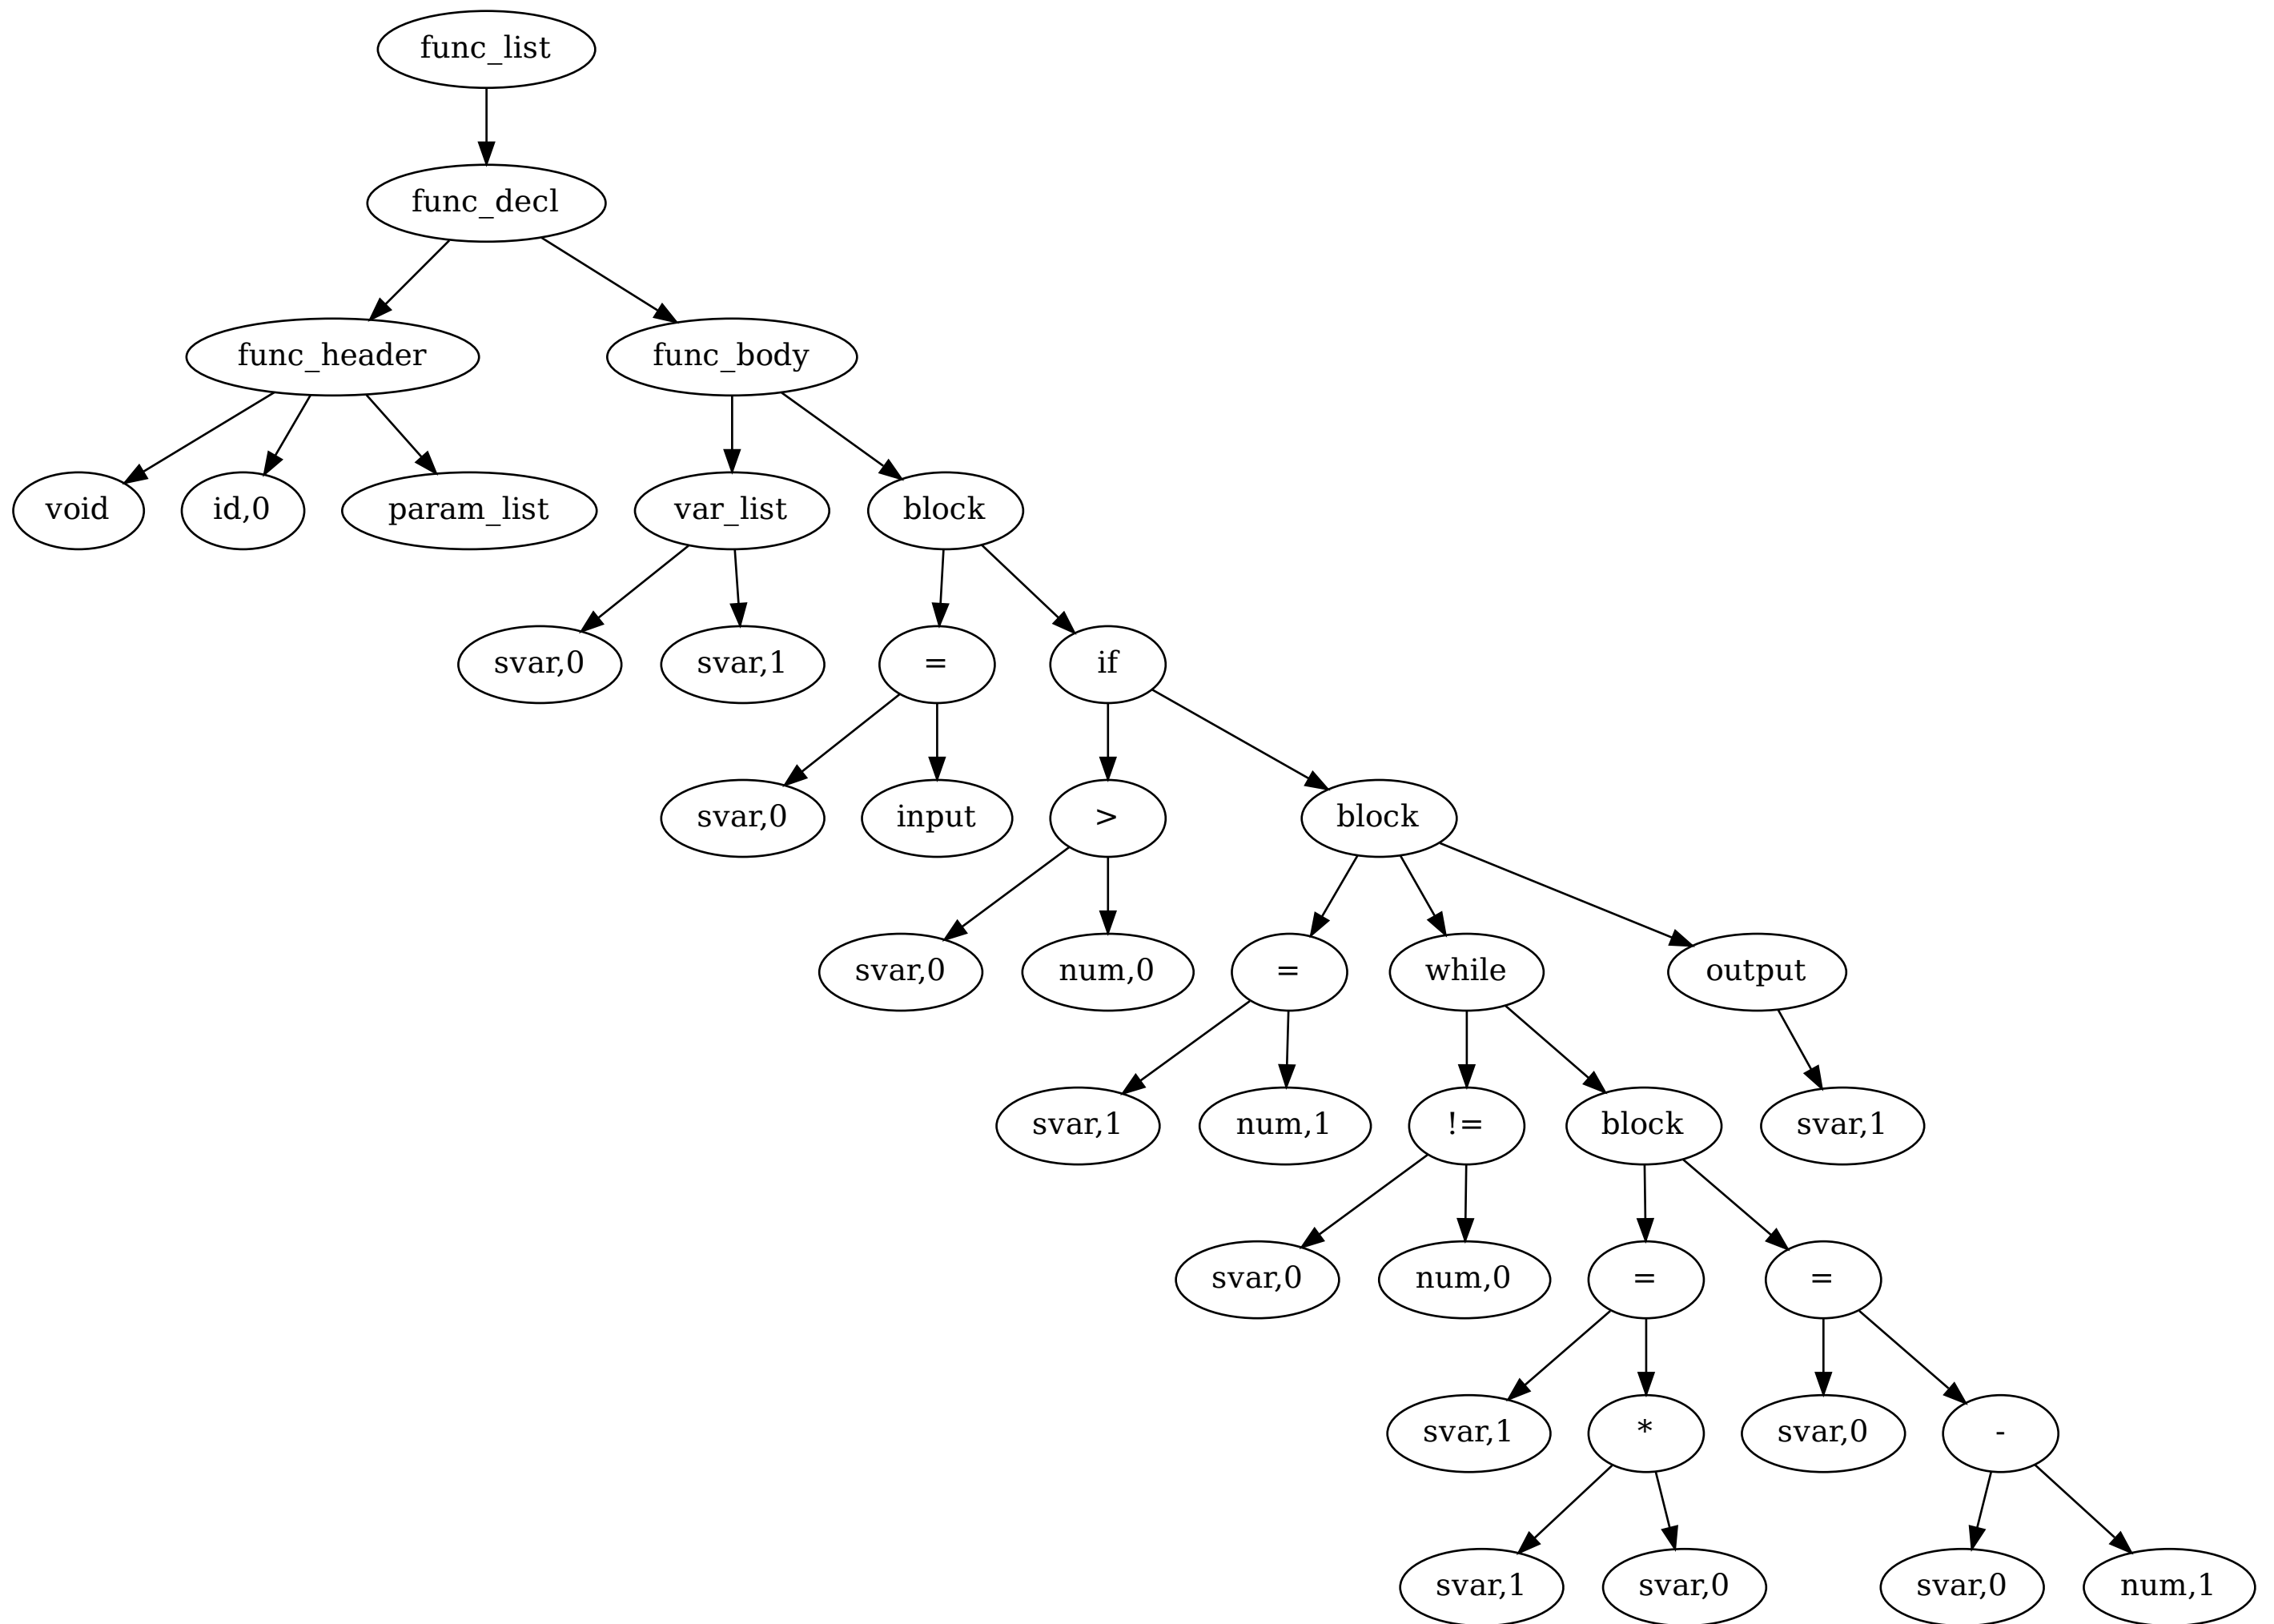 func_list
func_decl
func_header func_body
void id,0 param_list var_list block
svar,0 svar,1 = if
svar,0 input > block
svar,0 num,0 = while output
svar,1 num,1 != block svar,1
svar,0 num,0 = =
svar,1 * svar,0 -
svar,1 svar,0 svar,0 num,1